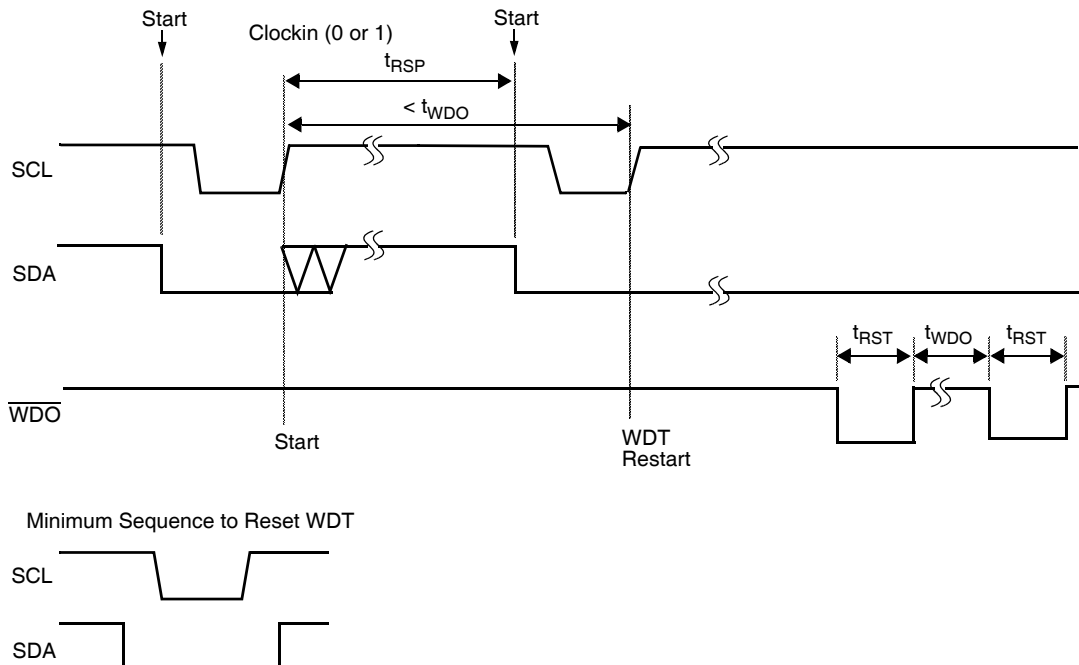 Start
Start
Clockin (0 or 1)
tRSP
< tWDO
SCL
SDA
tRST
tWDO
tRST
WDO
Start
WDT
Restart
Minimum Sequence to Reset WDT
SCL
SDA